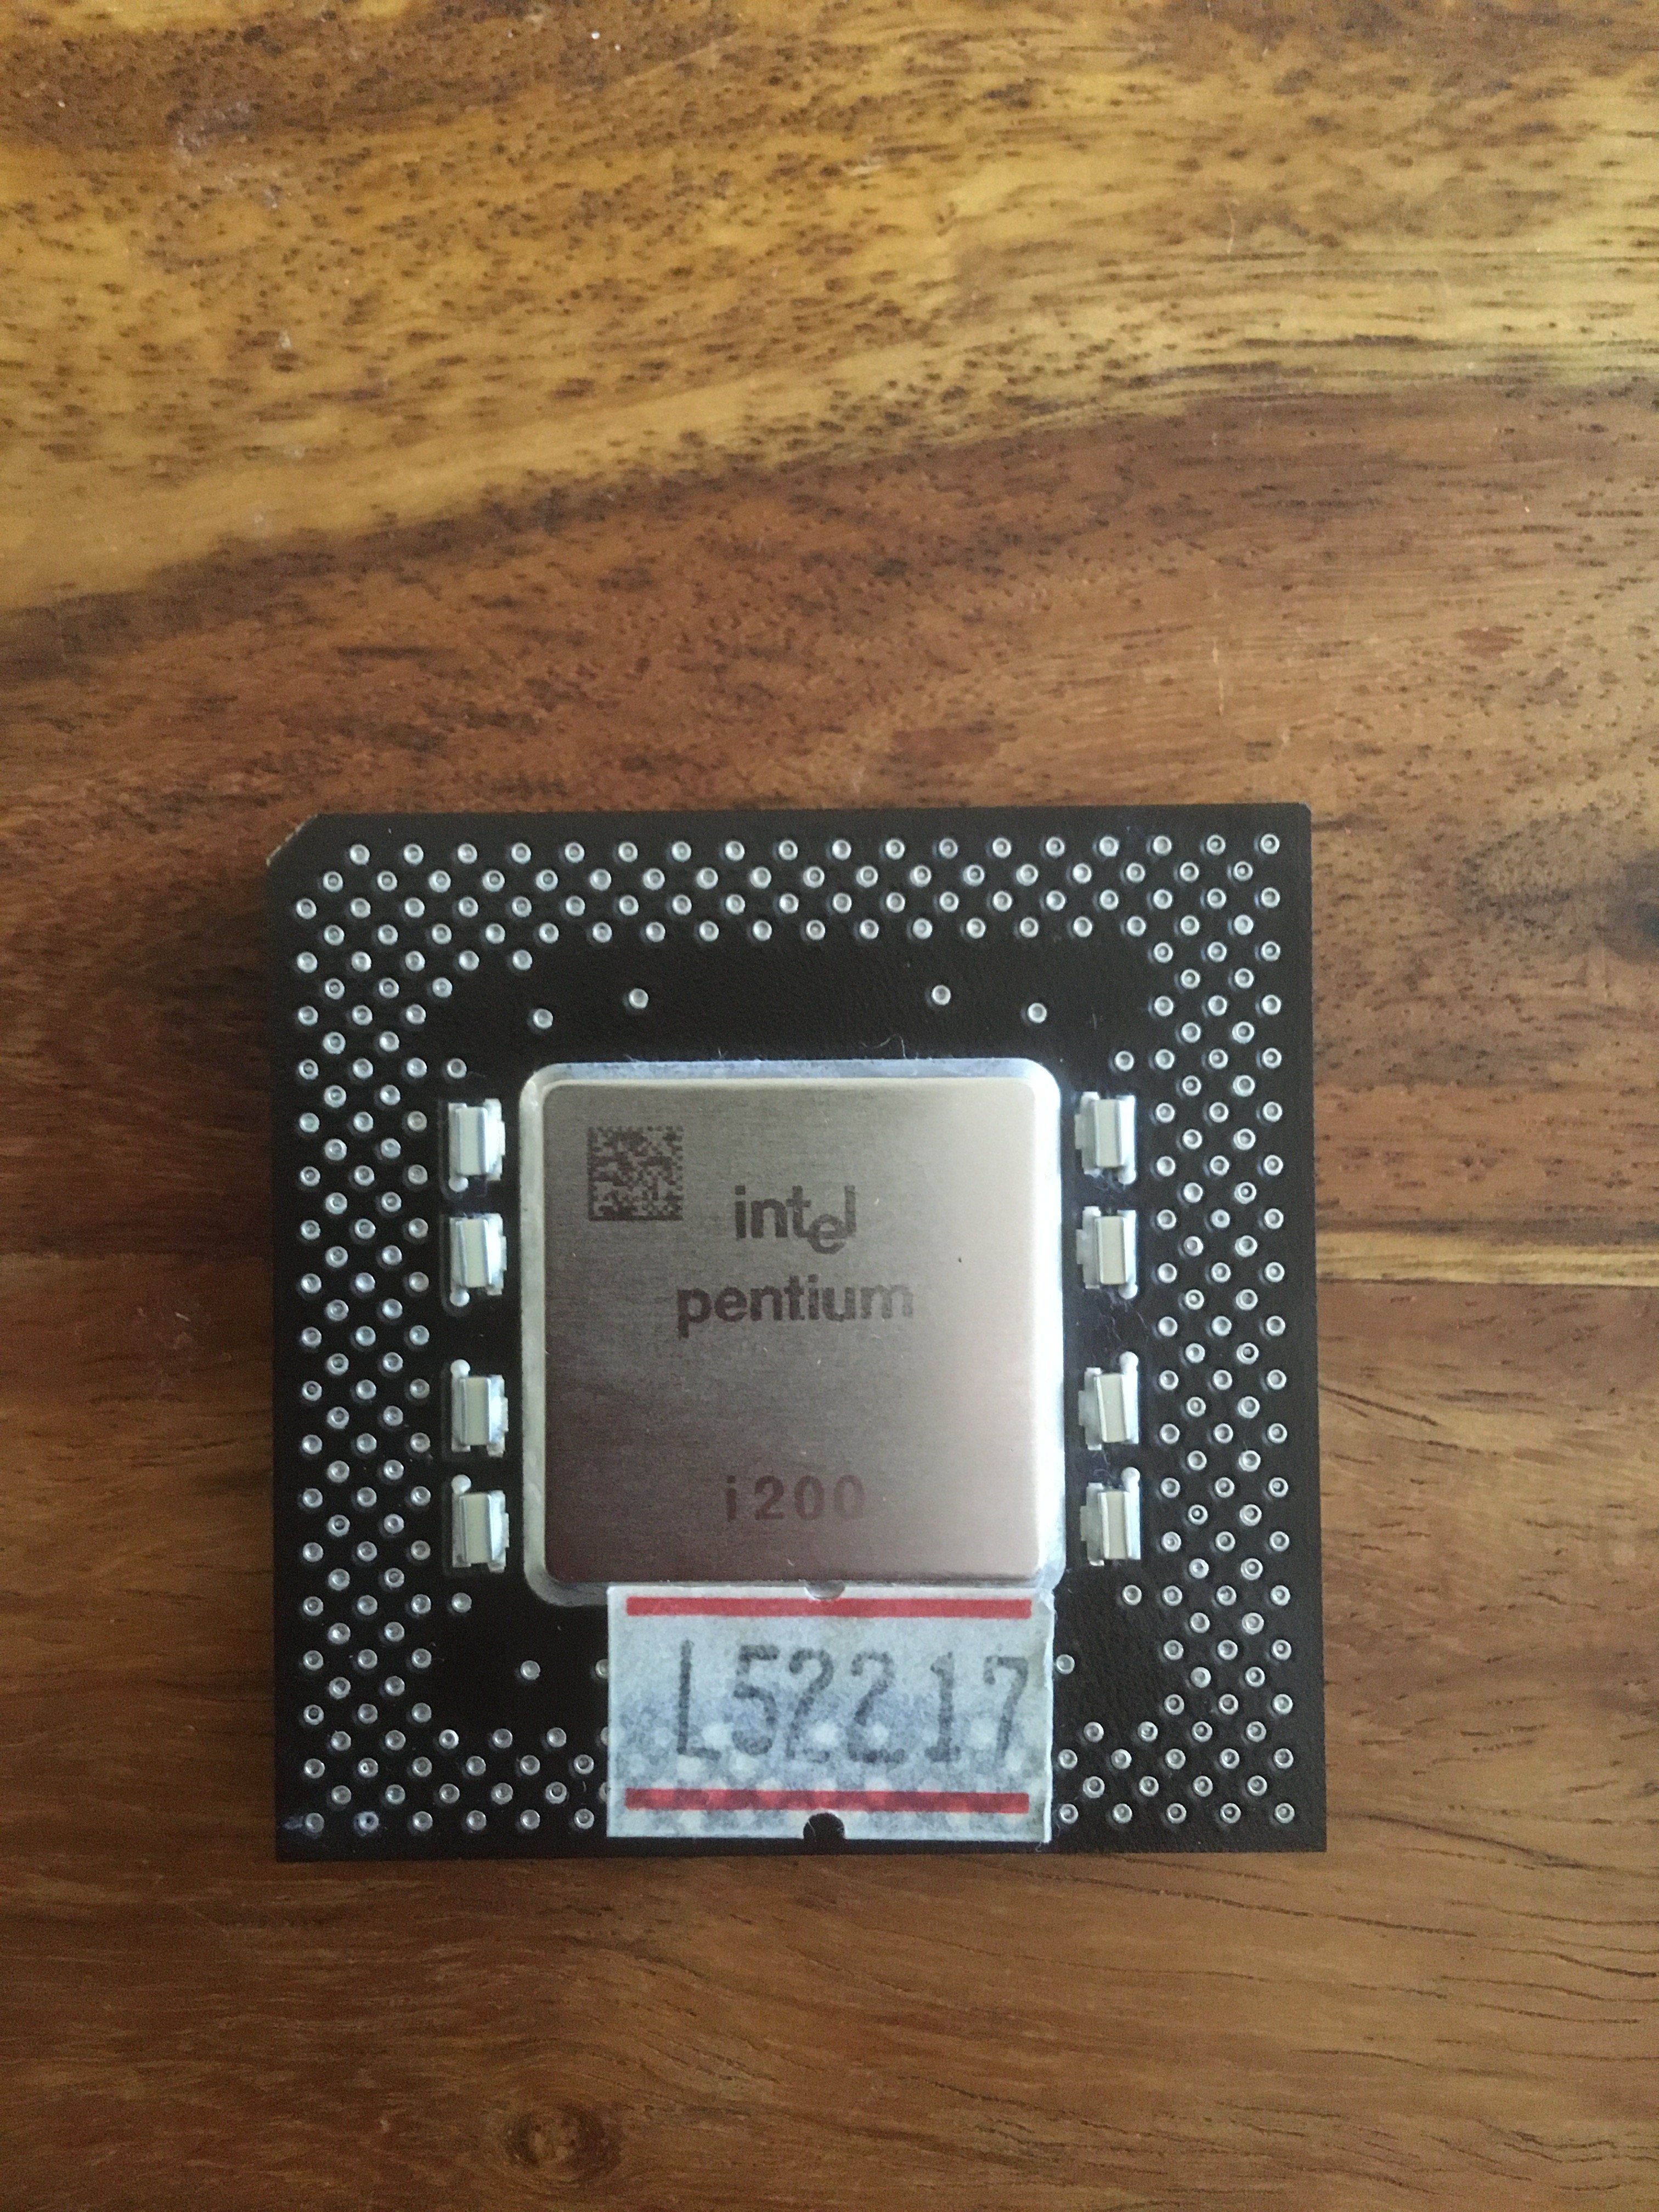 intel
pentium
i200
L52217